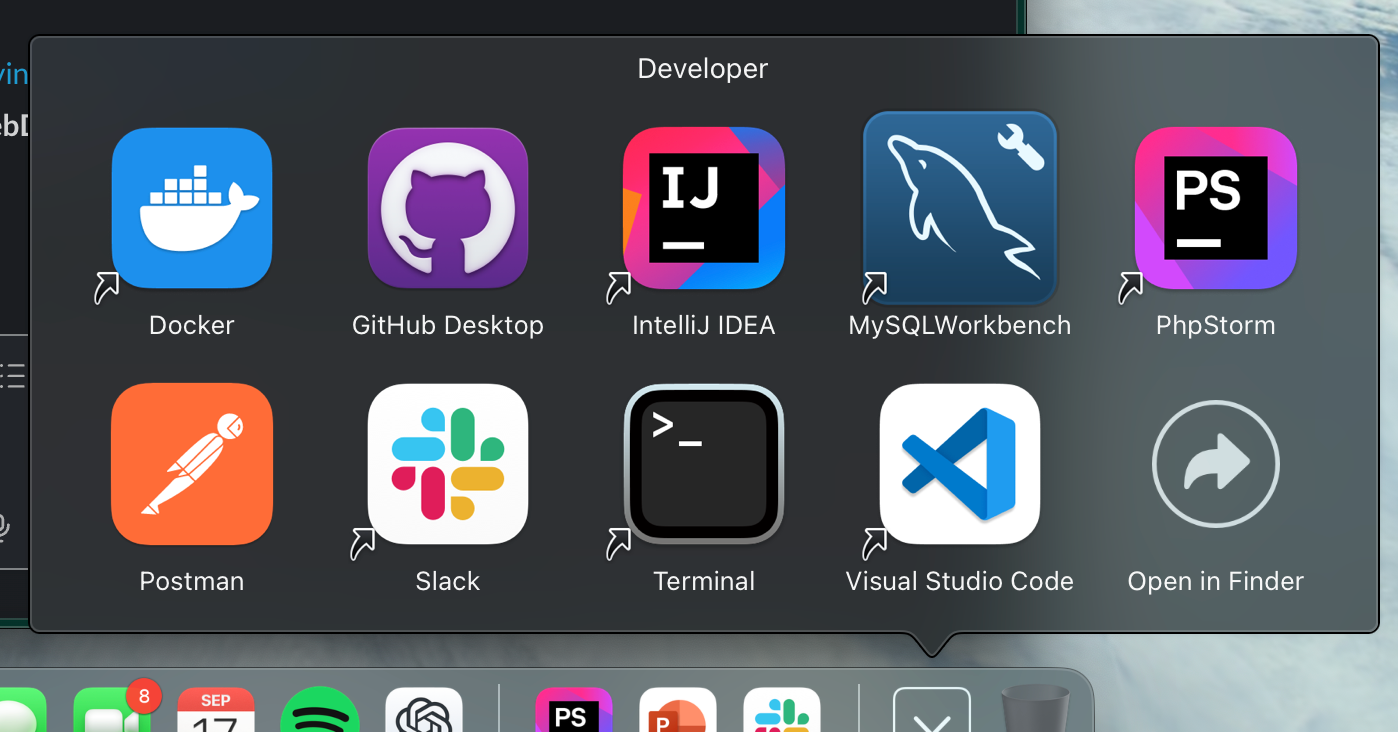 vin
ebD
Developer
IJ
PS
Docker
GitHub Desktop
IntelliJ IDEA
MySQLWorkbench
PhpStorm
>_
Postman
Slack
Terminal
Visual Studio Code
Open in Finder
8
SEP
17
PS
P